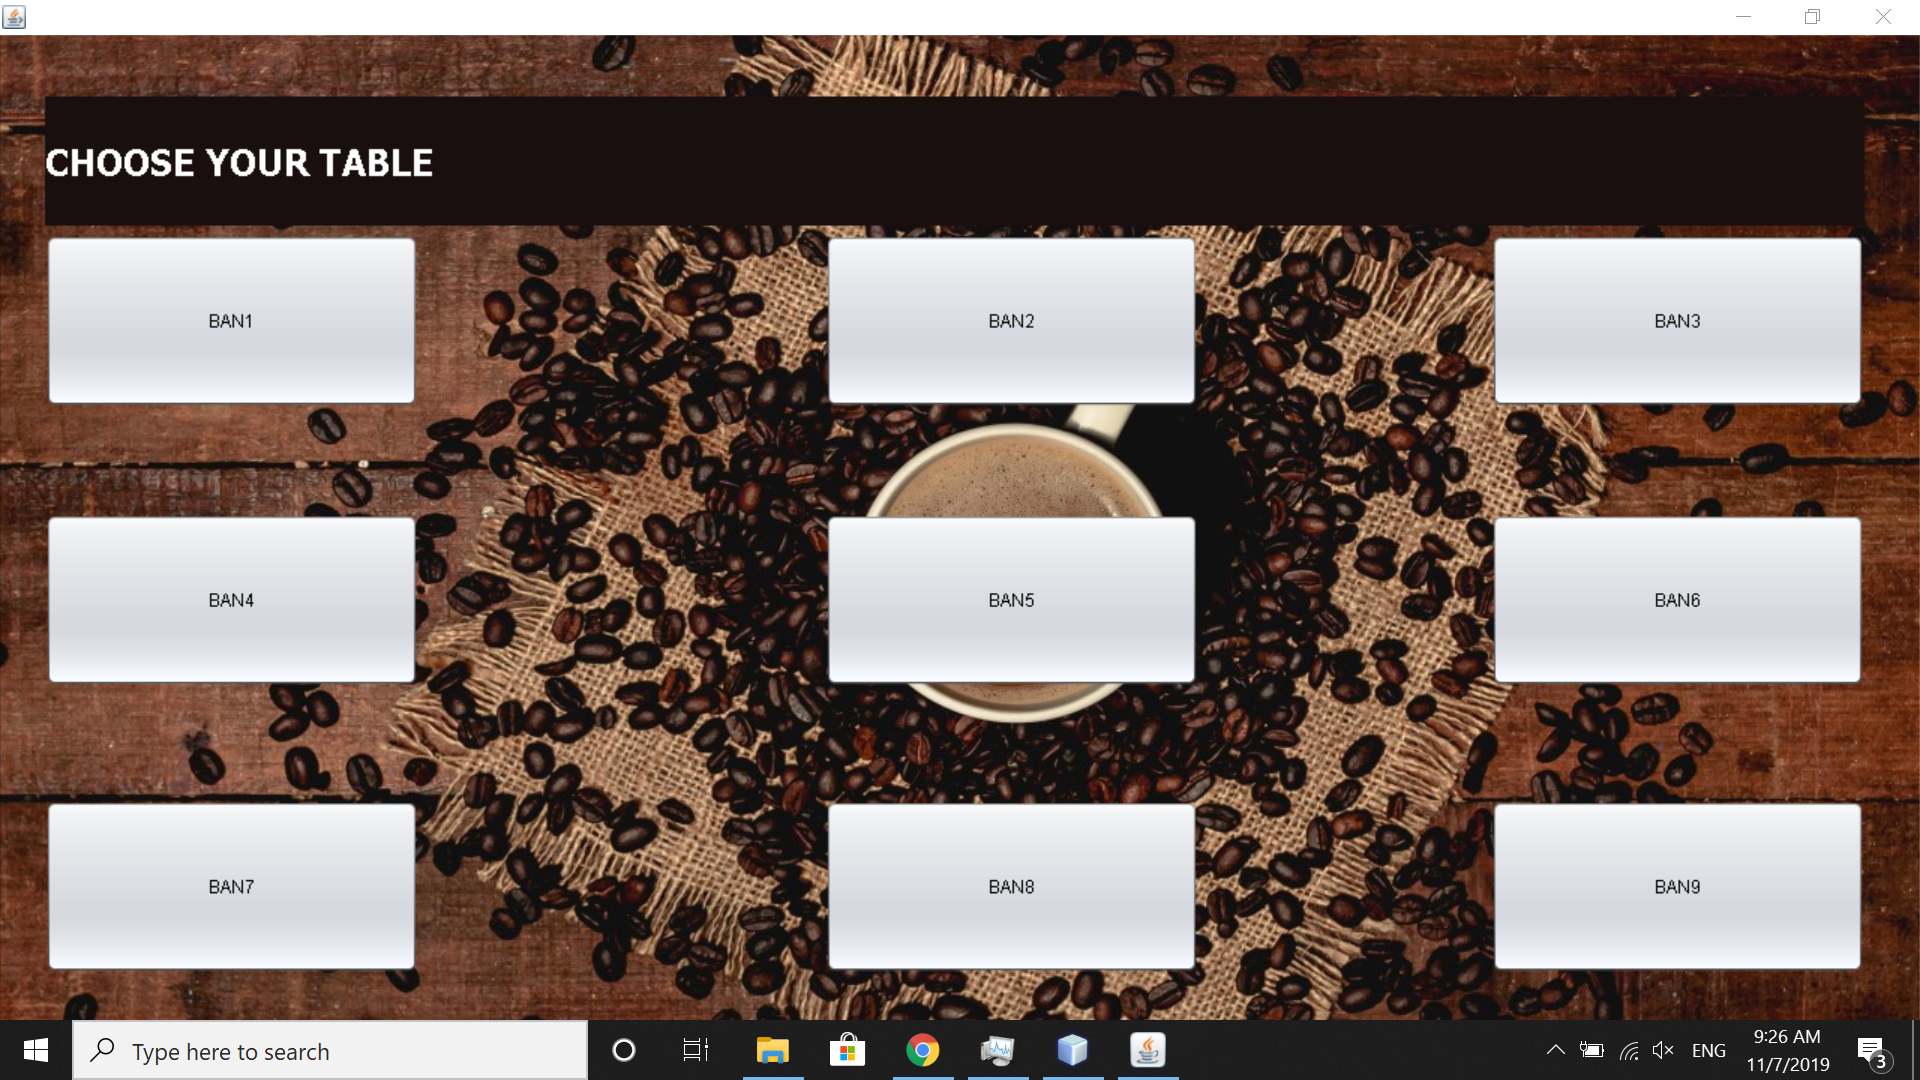 CHOOSE YOUR TABLE
BAN1
BAN2
BAN3
BAN4
BAN5
BAN6
BAN7
BAN8
BAN9
Type here to search
ENG
9:26 AM
11/7/2019
3